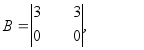 B = |3 3|
|0 0|,